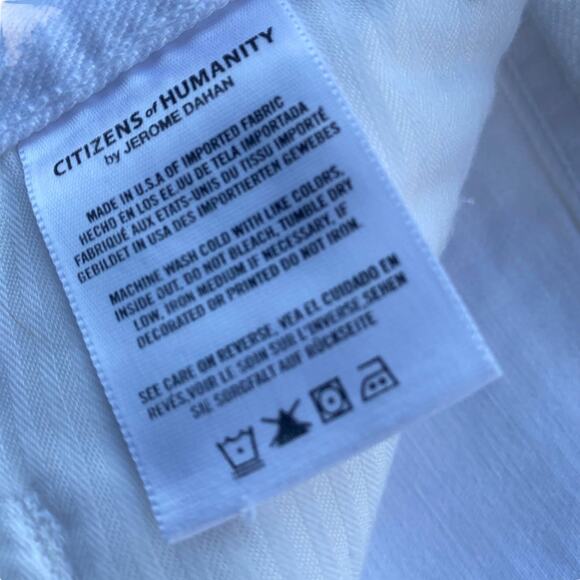 CITIZENS of HUMANITY
by JEROME DAHAN
MADE IN U.S.A OF IMPORTED FABRIC
HECHO EN LOS EE.UU DE TELA IMPORTADA
FABRIQUÉ AUX ETATS-UNIS DU TISSU IMPORTÉ
GEBILDET IN USA DES IMPORTIERTEN GEWEBES
MACHINE WASH COLD WITH LIKE COLORS,
INSIDE OUT. DO NOT BLEACH, TUMBLE DRY
LOW, IRON MEDIUM IF NECESSARY. IF
DECORATED OR PRINTED DO NOT IRON.
SEE CARE ON REVERSE, VEA EL CUIDADO EN
REVÉS.VOIR LE SOIN SUR L'INVERSE.SEHEN
SIE SORGFALT AUF RÜCKSEITE